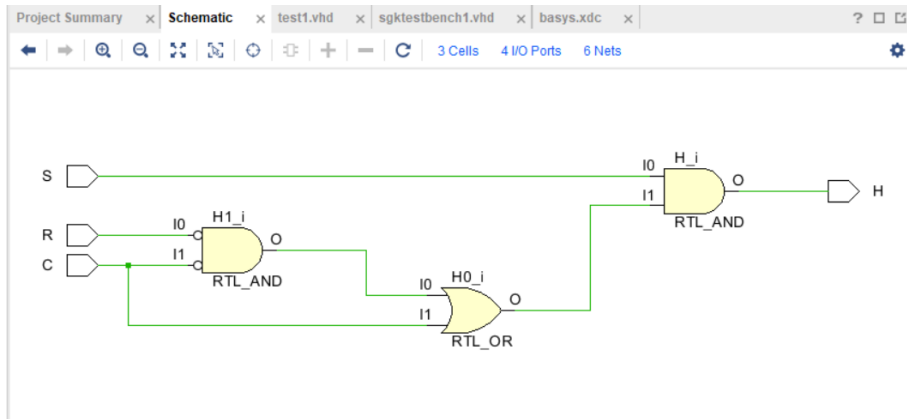 Project Summary × Schematic × test1.vhd × sgktestbench1.vhd × basys.xdc × ?
3 Cells 4 I/O Ports 6 Nets
S
R
C
I0
I1
H1_i
O
RTL_AND
I0
I1
H0_i
O
RTL_OR
I0
I1
H_i
O
RTL_AND
H